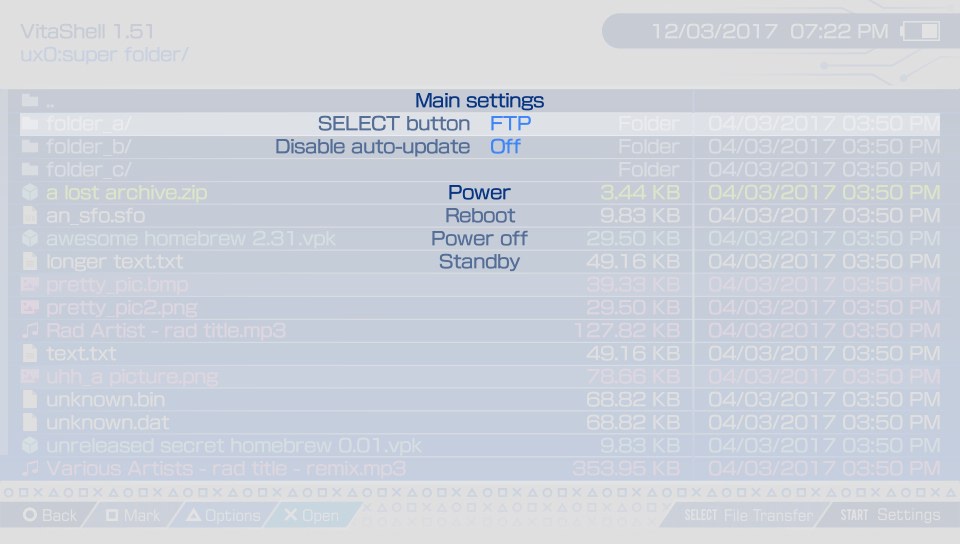 VitaShell 1.51
12/03/2017 07:22 PM
ux0:super folder/
..
Main settings
folder_a/ SELECT button FTP Folder 04/03/2017 03:50 PM
folder_b/ Disable auto-update Off Folder 04/03/2017 03:50 PM
folder_c/ Folder 04/03/2017 03:50 PM
a lost archive.zip Power 3.44 KB 04/03/2017 03:50 PM
an_sfo.sfo Reboot 9.83 KB 04/03/2017 03:50 PM
awesome homebrew 2.31.vpk Power off 29.50 KB 04/03/2017 03:50 PM
longer text.txt Standby 49.16 KB 04/03/2017 03:50 PM
pretty_pic.bmp 39.33 KB 04/03/2017 03:50 PM
pretty_pic2.png 29.50 KB 04/03/2017 03:50 PM
Rad Artist - rad title.mp3 127.82 KB 04/03/2017 03:50 PM
text.txt 49.16 KB 04/03/2017 03:50 PM
uhh_a picture.png 78.66 KB 04/03/2017 03:50 PM
unknown.bin 68.82 KB 04/03/2017 03:50 PM
unknown.dat 68.82 KB 04/03/2017 03:50 PM
unreleased secret homebrew 0.01.vpk 9.83 KB 04/03/2017 03:50 PM
Various Artists - rad title - remix.mp3 353.95 KB 04/03/2017 03:50 PM
Back Mark Options Open SELECT File Transfer START Settings